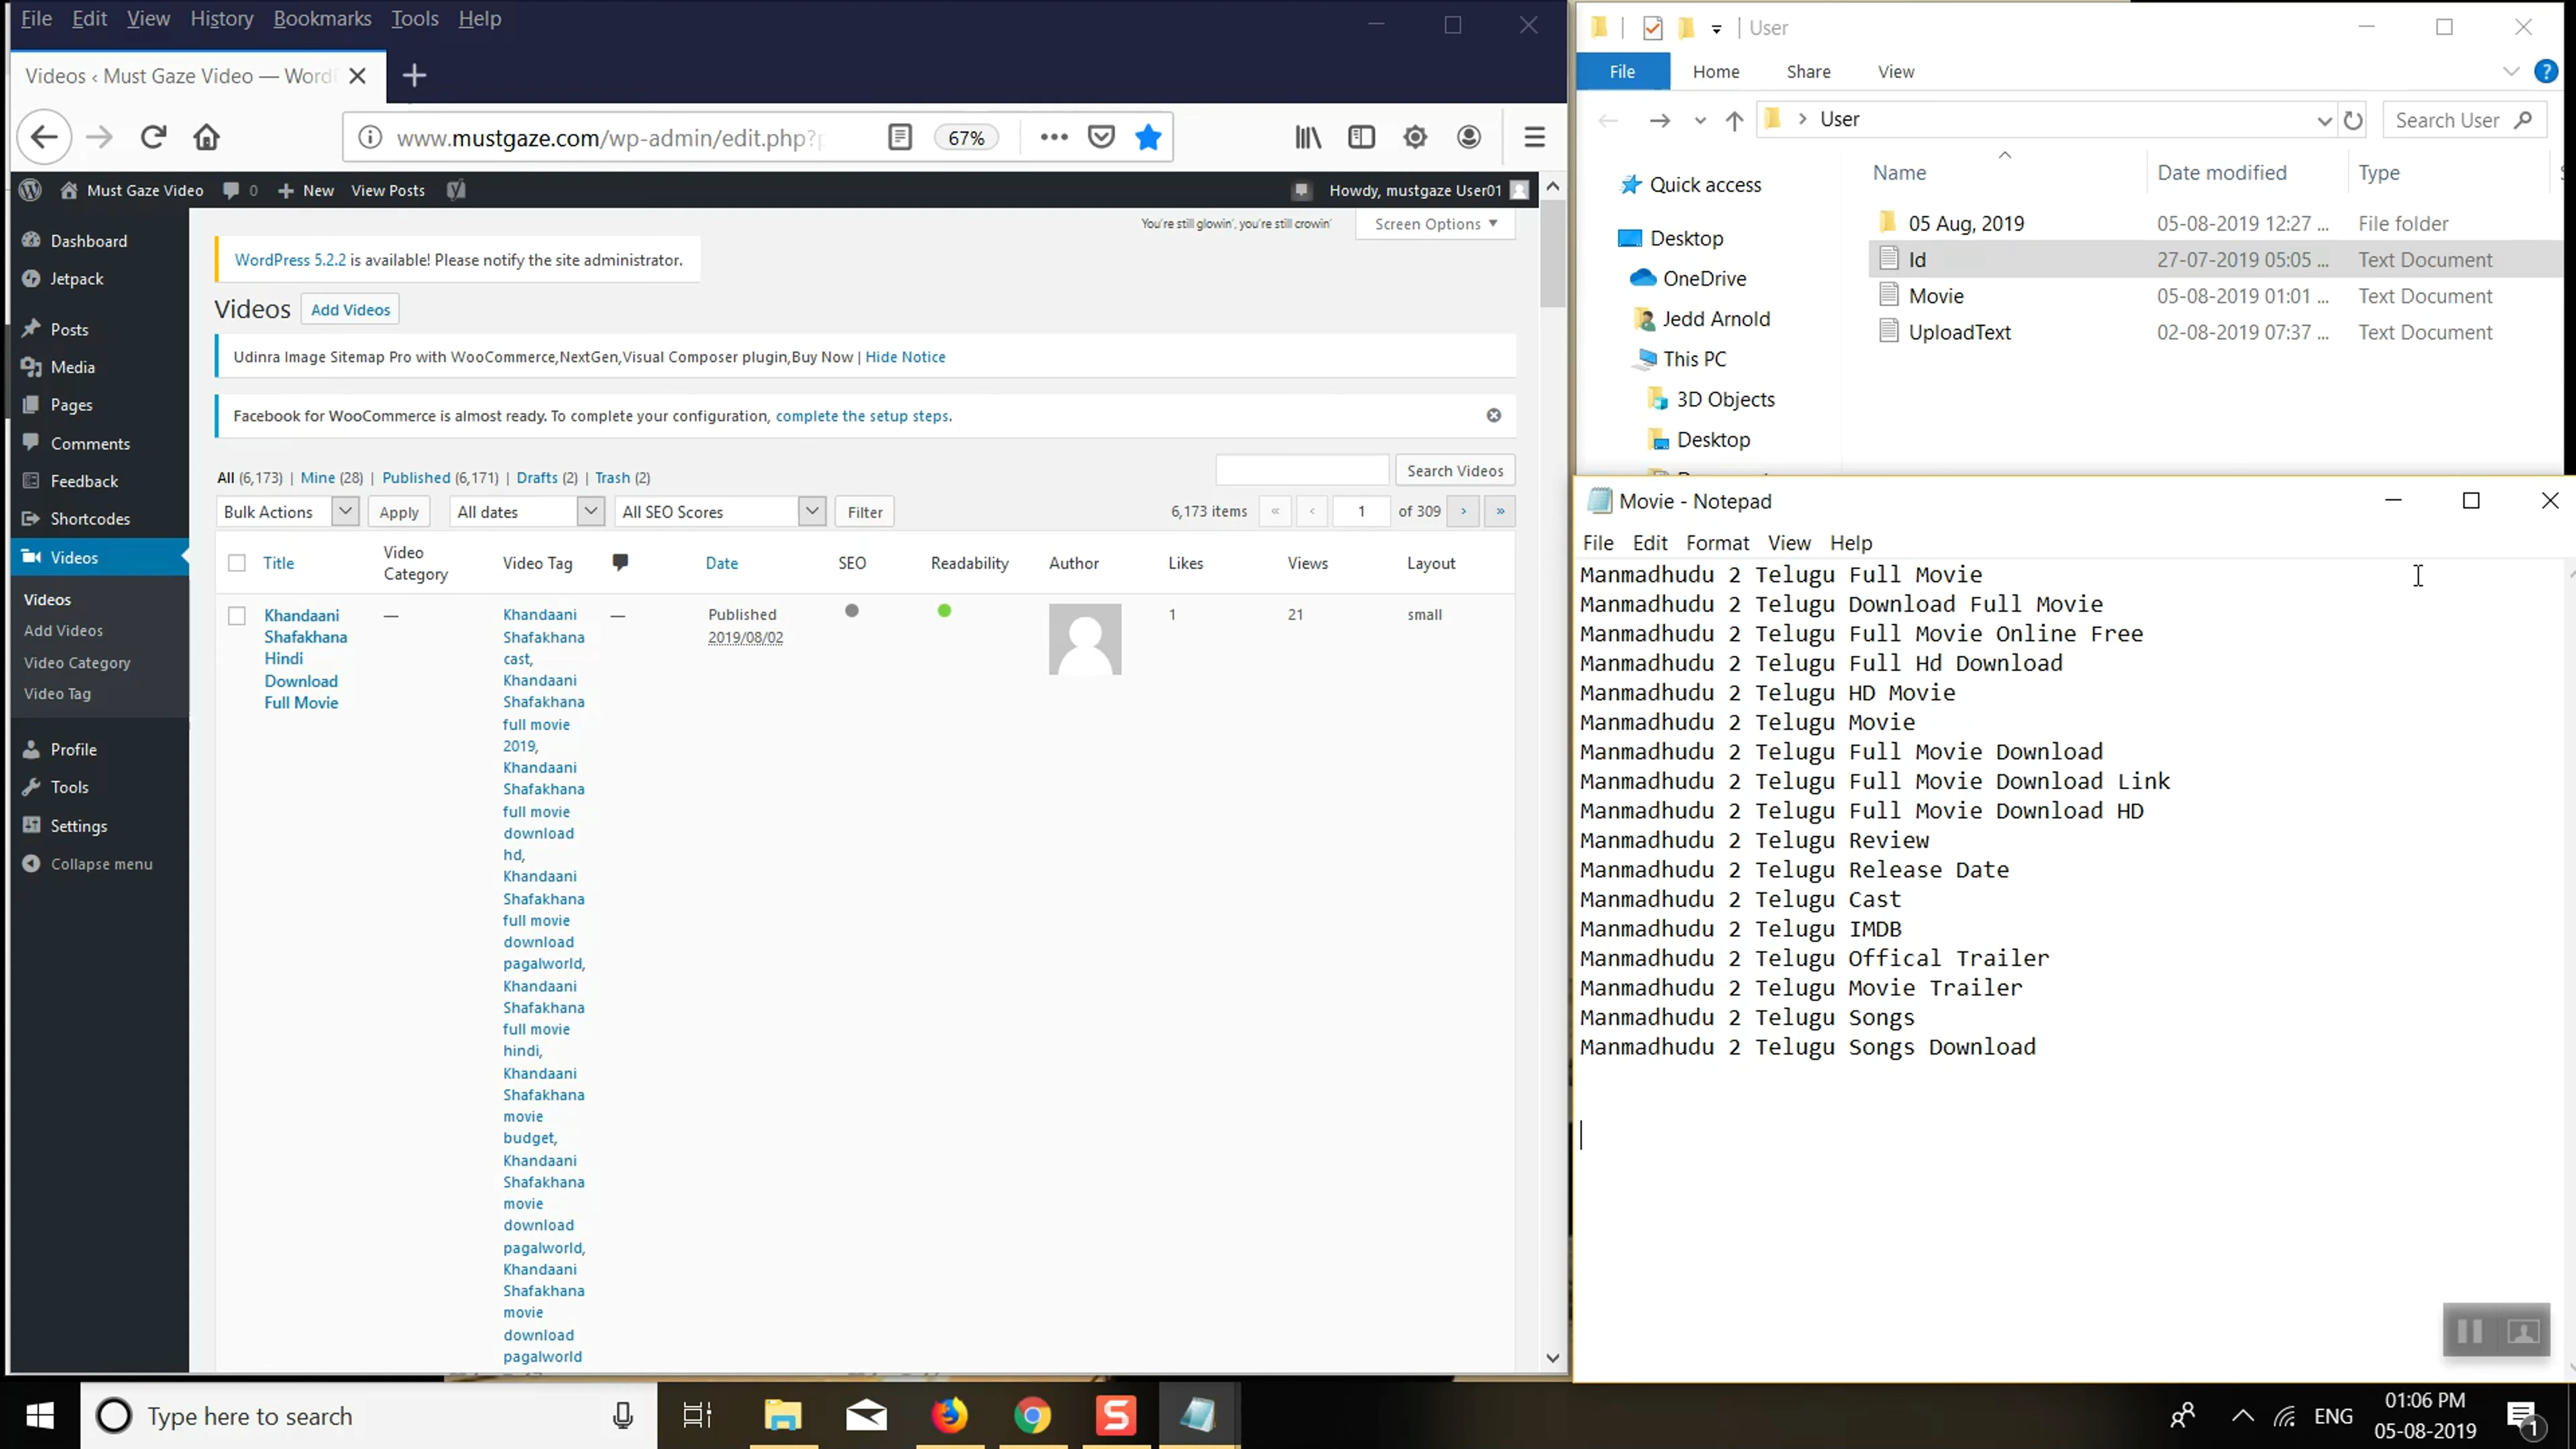 File Edit View History Bookmarks Tools Help
Videos ‹ Must Gaze Video — Word
www.mustgaze.com/wp-admin/edit.php?
67%
Must Gaze Video 0 New View Posts
Howdy, mustgaze User01
Dashboard
Jetpack
Posts
Media
Pages
Comments
Feedback
Shortcodes
Videos
Videos
Add Videos
Video Category
Video Tag
Profile
Tools
Settings
Collapse menu
You're still glowin', you're still crowin'
Screen Options
WordPress 5.2.2 is available! Please notify the site administrator.
Videos Add Videos
Udinra Image Sitemap Pro with WooCommerce,NextGen,Visual Composer plugin,Buy Now | Hide Notice
Facebook for WooCommerce is almost ready. To complete your configuration, complete the setup steps.
All (6,173) | Mine (28) | Published (6,171) | Drafts (2) | Trash (2)
Search Videos
Bulk Actions Apply All dates All SEO Scores Filter
6,173 items « ‹ 1 of 309 › »
Title Video Category Video Tag Date SEO Readability Author Likes Views Layout
Khandaani
Shafakhana
Hindi
Download
Full Movie
—
Khandaani
Shafakhana
cast,
Khandaani
Shafakhana
full movie
2019,
Khandaani
Shafakhana
full movie
download
hd,
Khandaani
Shafakhana
full movie
download
pagalworld,
Khandaani
Shafakhana
full movie
hindi,
Khandaani
Shafakhana
movie
budget,
Khandaani
Shafakhana
movie
download
pagalworld,
Khandaani
Shafakhana
movie
download
pagalworld
—
Published
2019/08/02
1
21
small
User
File Home Share View
User
Search User
Quick access
Desktop
OneDrive
Jedd Arnold
This PC
3D Objects
Desktop
Name Date modified Type
05 Aug, 2019 05-08-2019 12:27 ... File folder
Id 27-07-2019 05:05 ... Text Document
Movie 05-08-2019 01:01 ... Text Document
UploadText 02-08-2019 07:37 ... Text Document
Movie - Notepad
File Edit Format View Help
Manmadhudu 2 Telugu Full Movie
Manmadhudu 2 Telugu Download Full Movie
Manmadhudu 2 Telugu Full Movie Online Free
Manmadhudu 2 Telugu Full Hd Download
Manmadhudu 2 Telugu HD Movie
Manmadhudu 2 Telugu Movie
Manmadhudu 2 Telugu Full Movie Download
Manmadhudu 2 Telugu Full Movie Download Link
Manmadhudu 2 Telugu Full Movie Download HD
Manmadhudu 2 Telugu Review
Manmadhudu 2 Telugu Release Date
Manmadhudu 2 Telugu Cast
Manmadhudu 2 Telugu IMDB
Manmadhudu 2 Telugu Offical Trailer
Manmadhudu 2 Telugu Movie Trailer
Manmadhudu 2 Telugu Songs
Manmadhudu 2 Telugu Songs Download
Type here to search
ENG
01:06 PM
05-08-2019
1